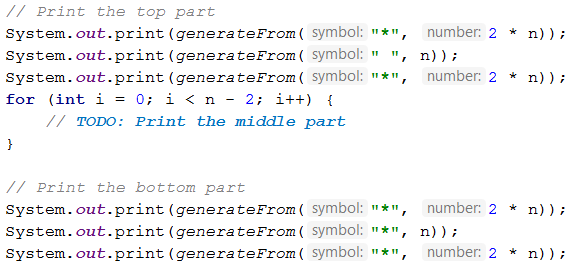 // Print the top part
System.out.print(generateFrom( symbol: "*", number: 2 * n));
System.out.print(generateFrom( symbol: " ", n));
System.out.print(generateFrom( symbol: "*", number: 2 * n));
for (int i = 0; i < n - 2; i++) {
    // TODO: Print the middle part
}

// Print the bottom part
System.out.print(generateFrom( symbol: "*", number: 2 * n));
System.out.print(generateFrom( symbol: "*", n));
System.out.print(generateFrom( symbol: "*", number: 2 * n));